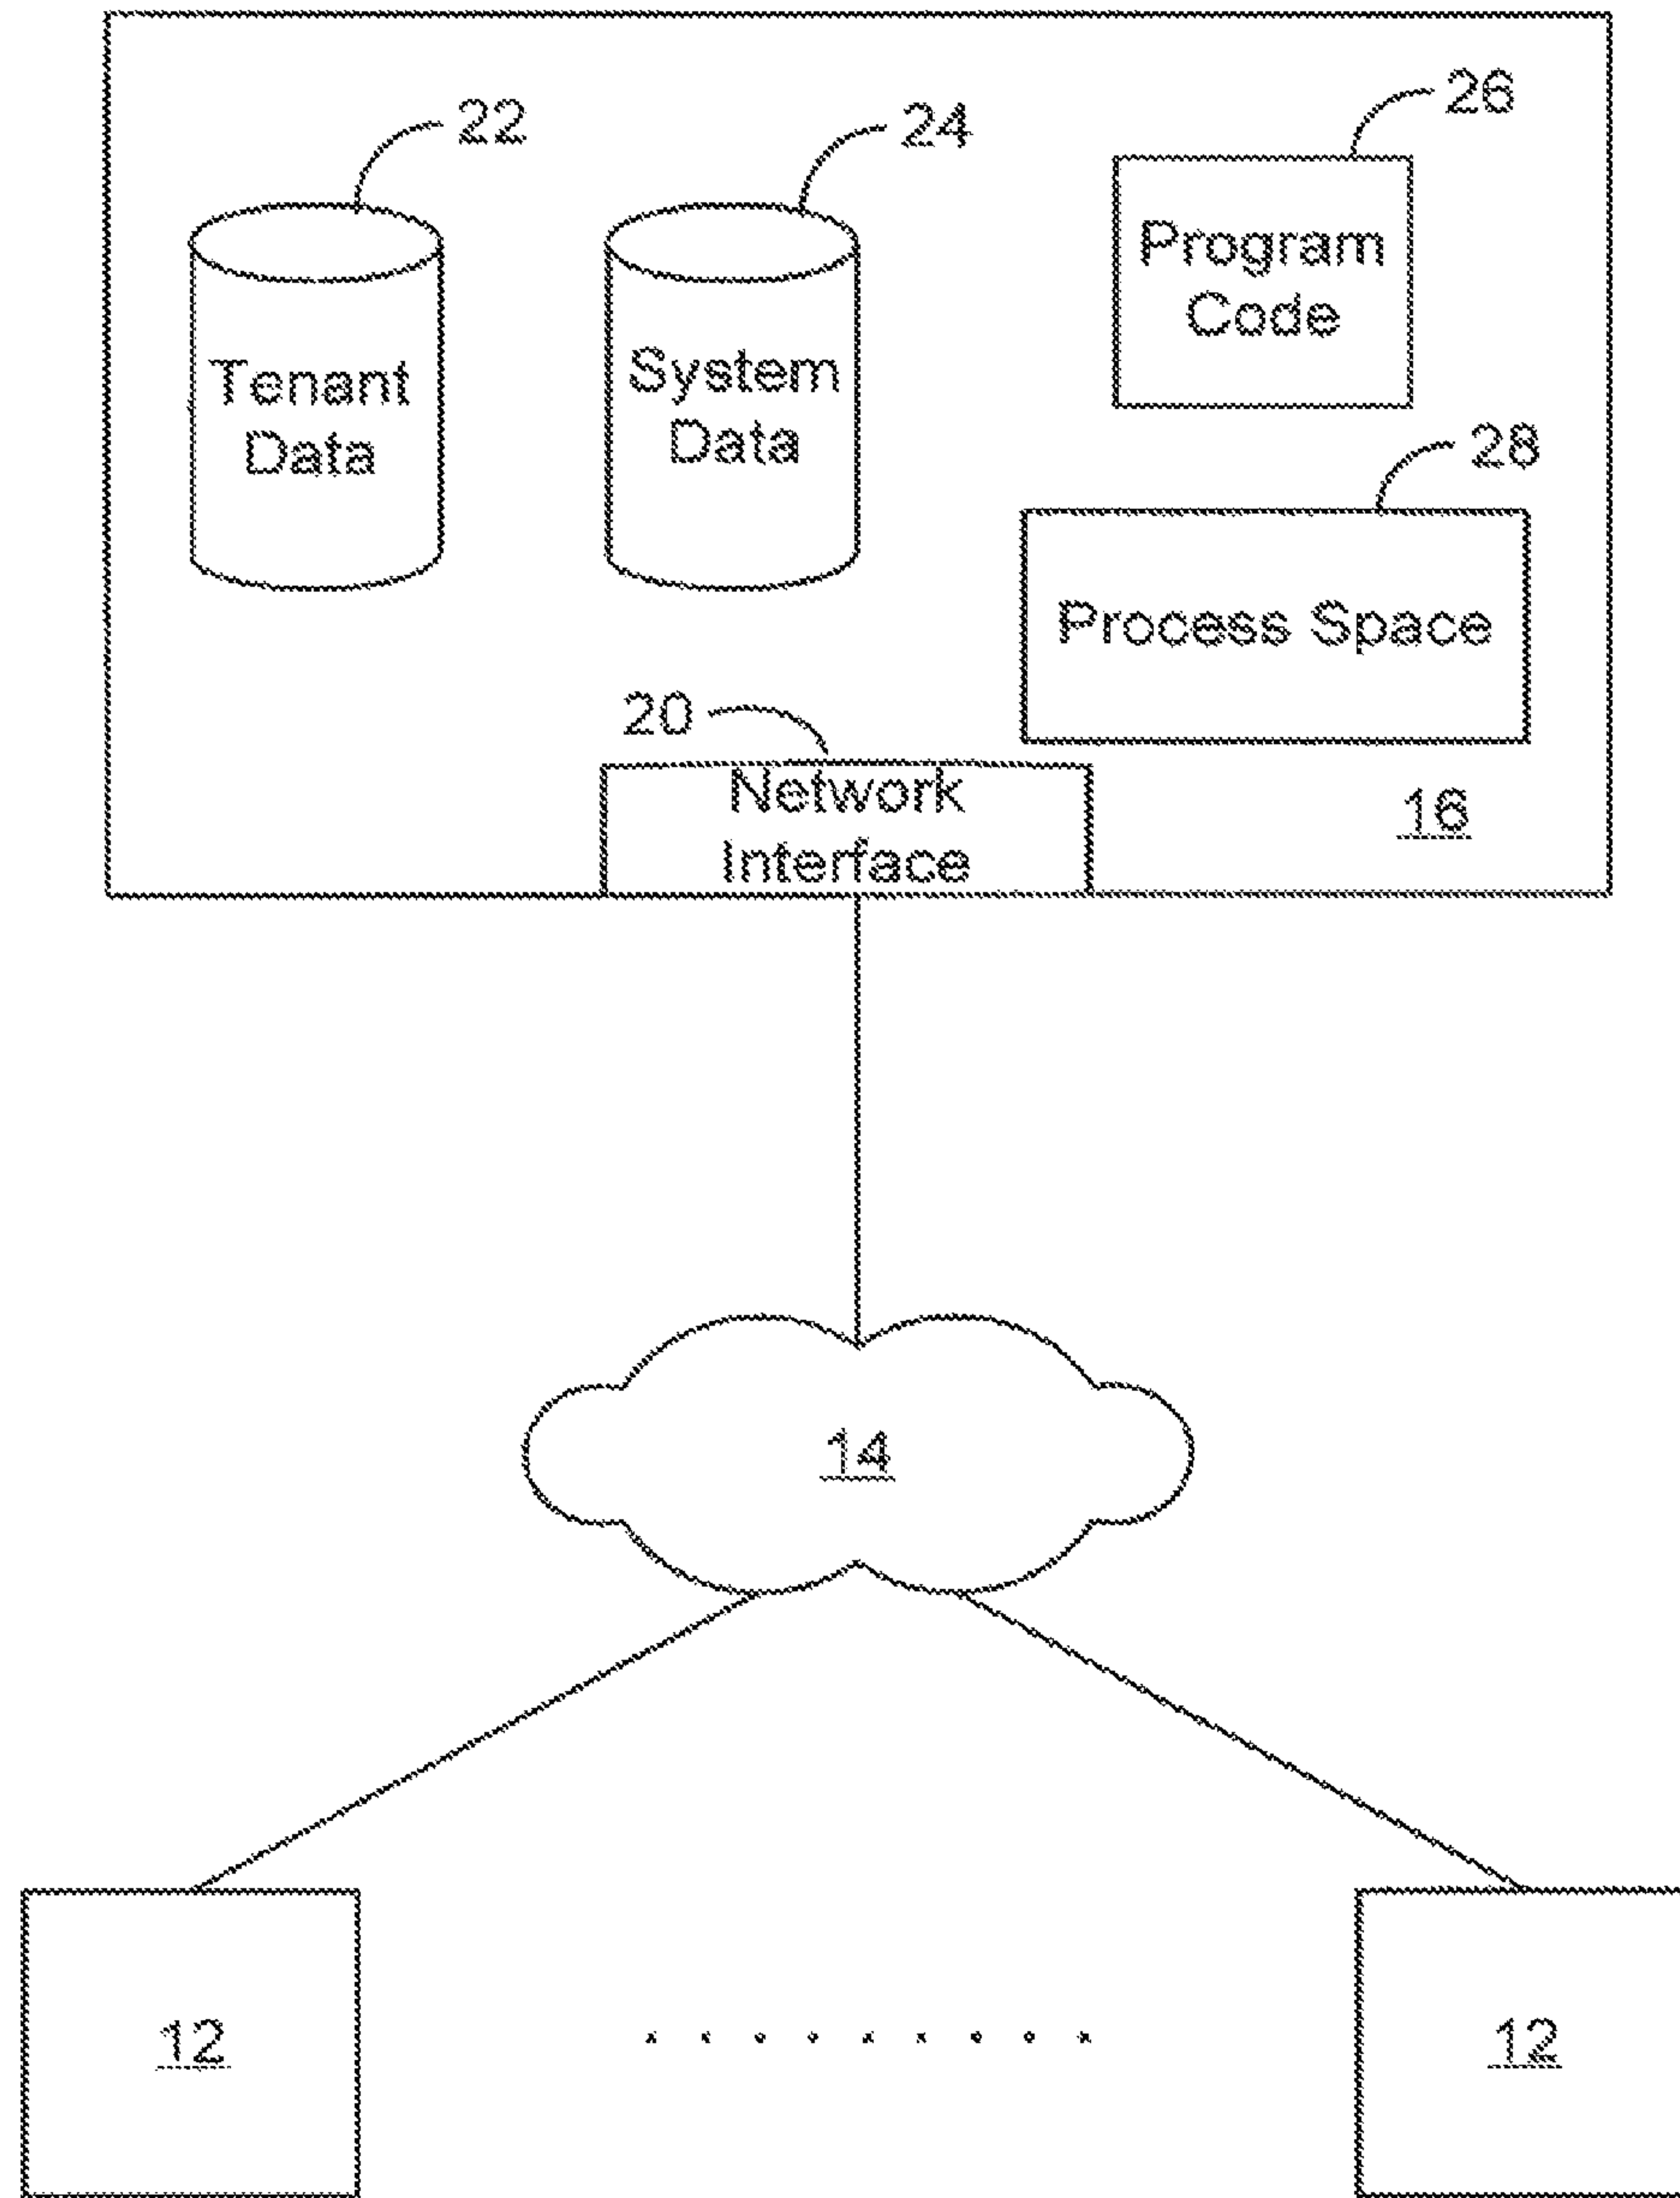 22
24
26
Tenant
Data
System
Data
Program
Code
28
Process Space
20
Network
Interface
16
14
12
12